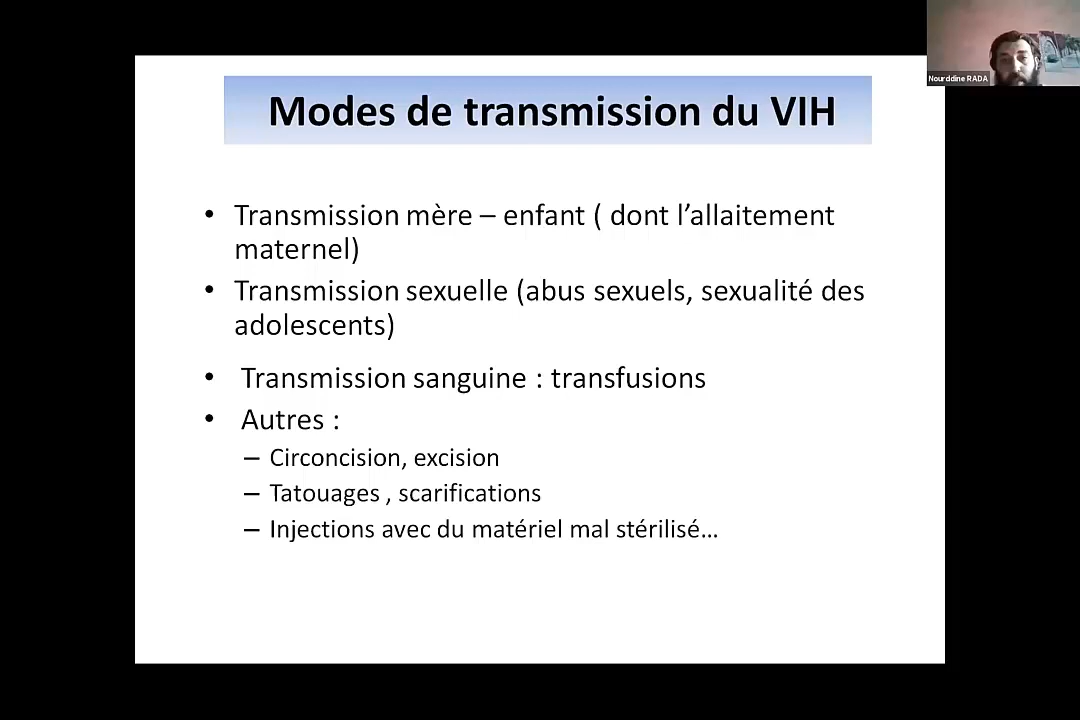 Modes de transmission du VIH
• Transmission mère – enfant ( dont l’allaitement
maternel)
• Transmission sexuelle (abus sexuels, sexualité des
adolescents)
• Transmission sanguine : transfusions
• Autres :
– Circoncision, excision
– Tatouages , scarifications
– Injections avec du matériel mal stérilisé…
Nourddine RADA